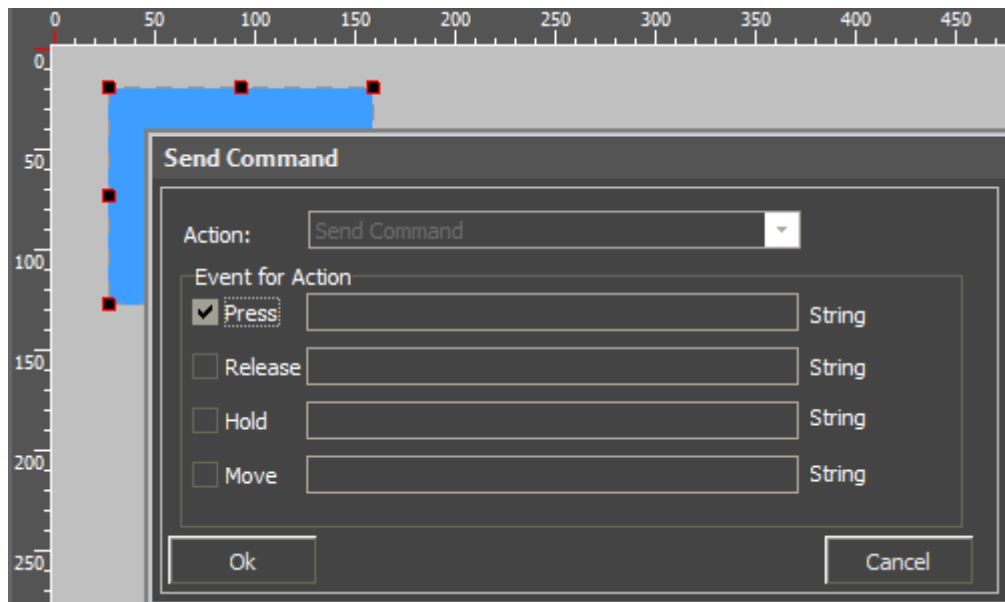 0 50 100 150 200 250 300 350 400 450
0
50
Send Command
Action: Send Command
100
Event for Action
Press String
150
Release String
Hold String
200
Move String
250
Ok Cancel